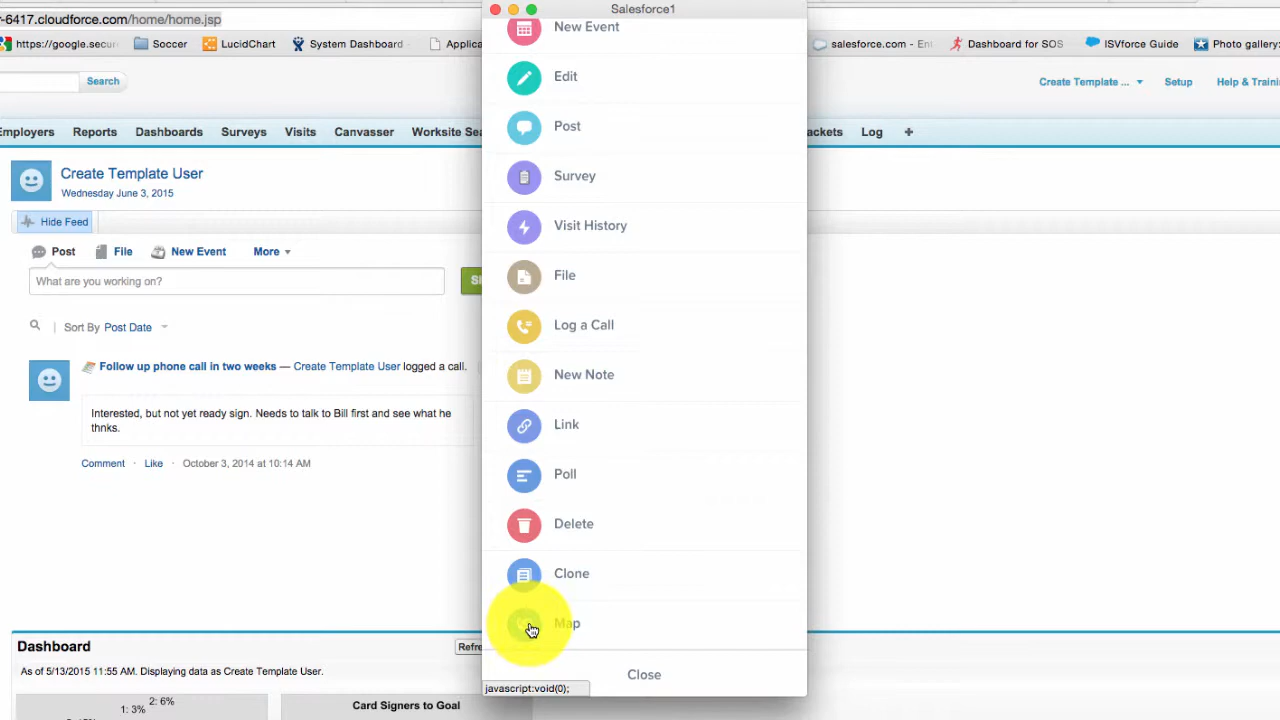 r-6417.cloudforce.com/home/home.jsp
https://google.secur
Soccer
LucidChart
System Dashboard
Applica
salesforce.com - Ent
Dashboard for SOS
ISVforce Guide
Photo gallery:
Search
Create Template ...
Setup
Help & Traini
Employers
Reports
Dashboards
Surveys
Visits
Canvasser
Worksite Sea
ackets
Log
+
Create Template User
Wednesday June 3, 2015
Hide Feed
Post
File
New Event
More
What are you working on?
Sort By Post Date
Follow up phone call in two weeks — Create Template User logged a call.
Interested, but not yet ready sign. Needs to talk to Bill first and see what he
thnks.
Comment · Like · October 3, 2014 at 10:14 AM
Dashboard
Refre
As of 5/13/2015 11:55 AM. Displaying data as Create Template User.
2: 6%
1: 3%
Card Signers to Goal
Salesforce1
New Event
Edit
Post
Survey
Visit History
File
Log a Call
New Note
Link
Poll
Delete
Clone
Map
Close
javascript:void(0);